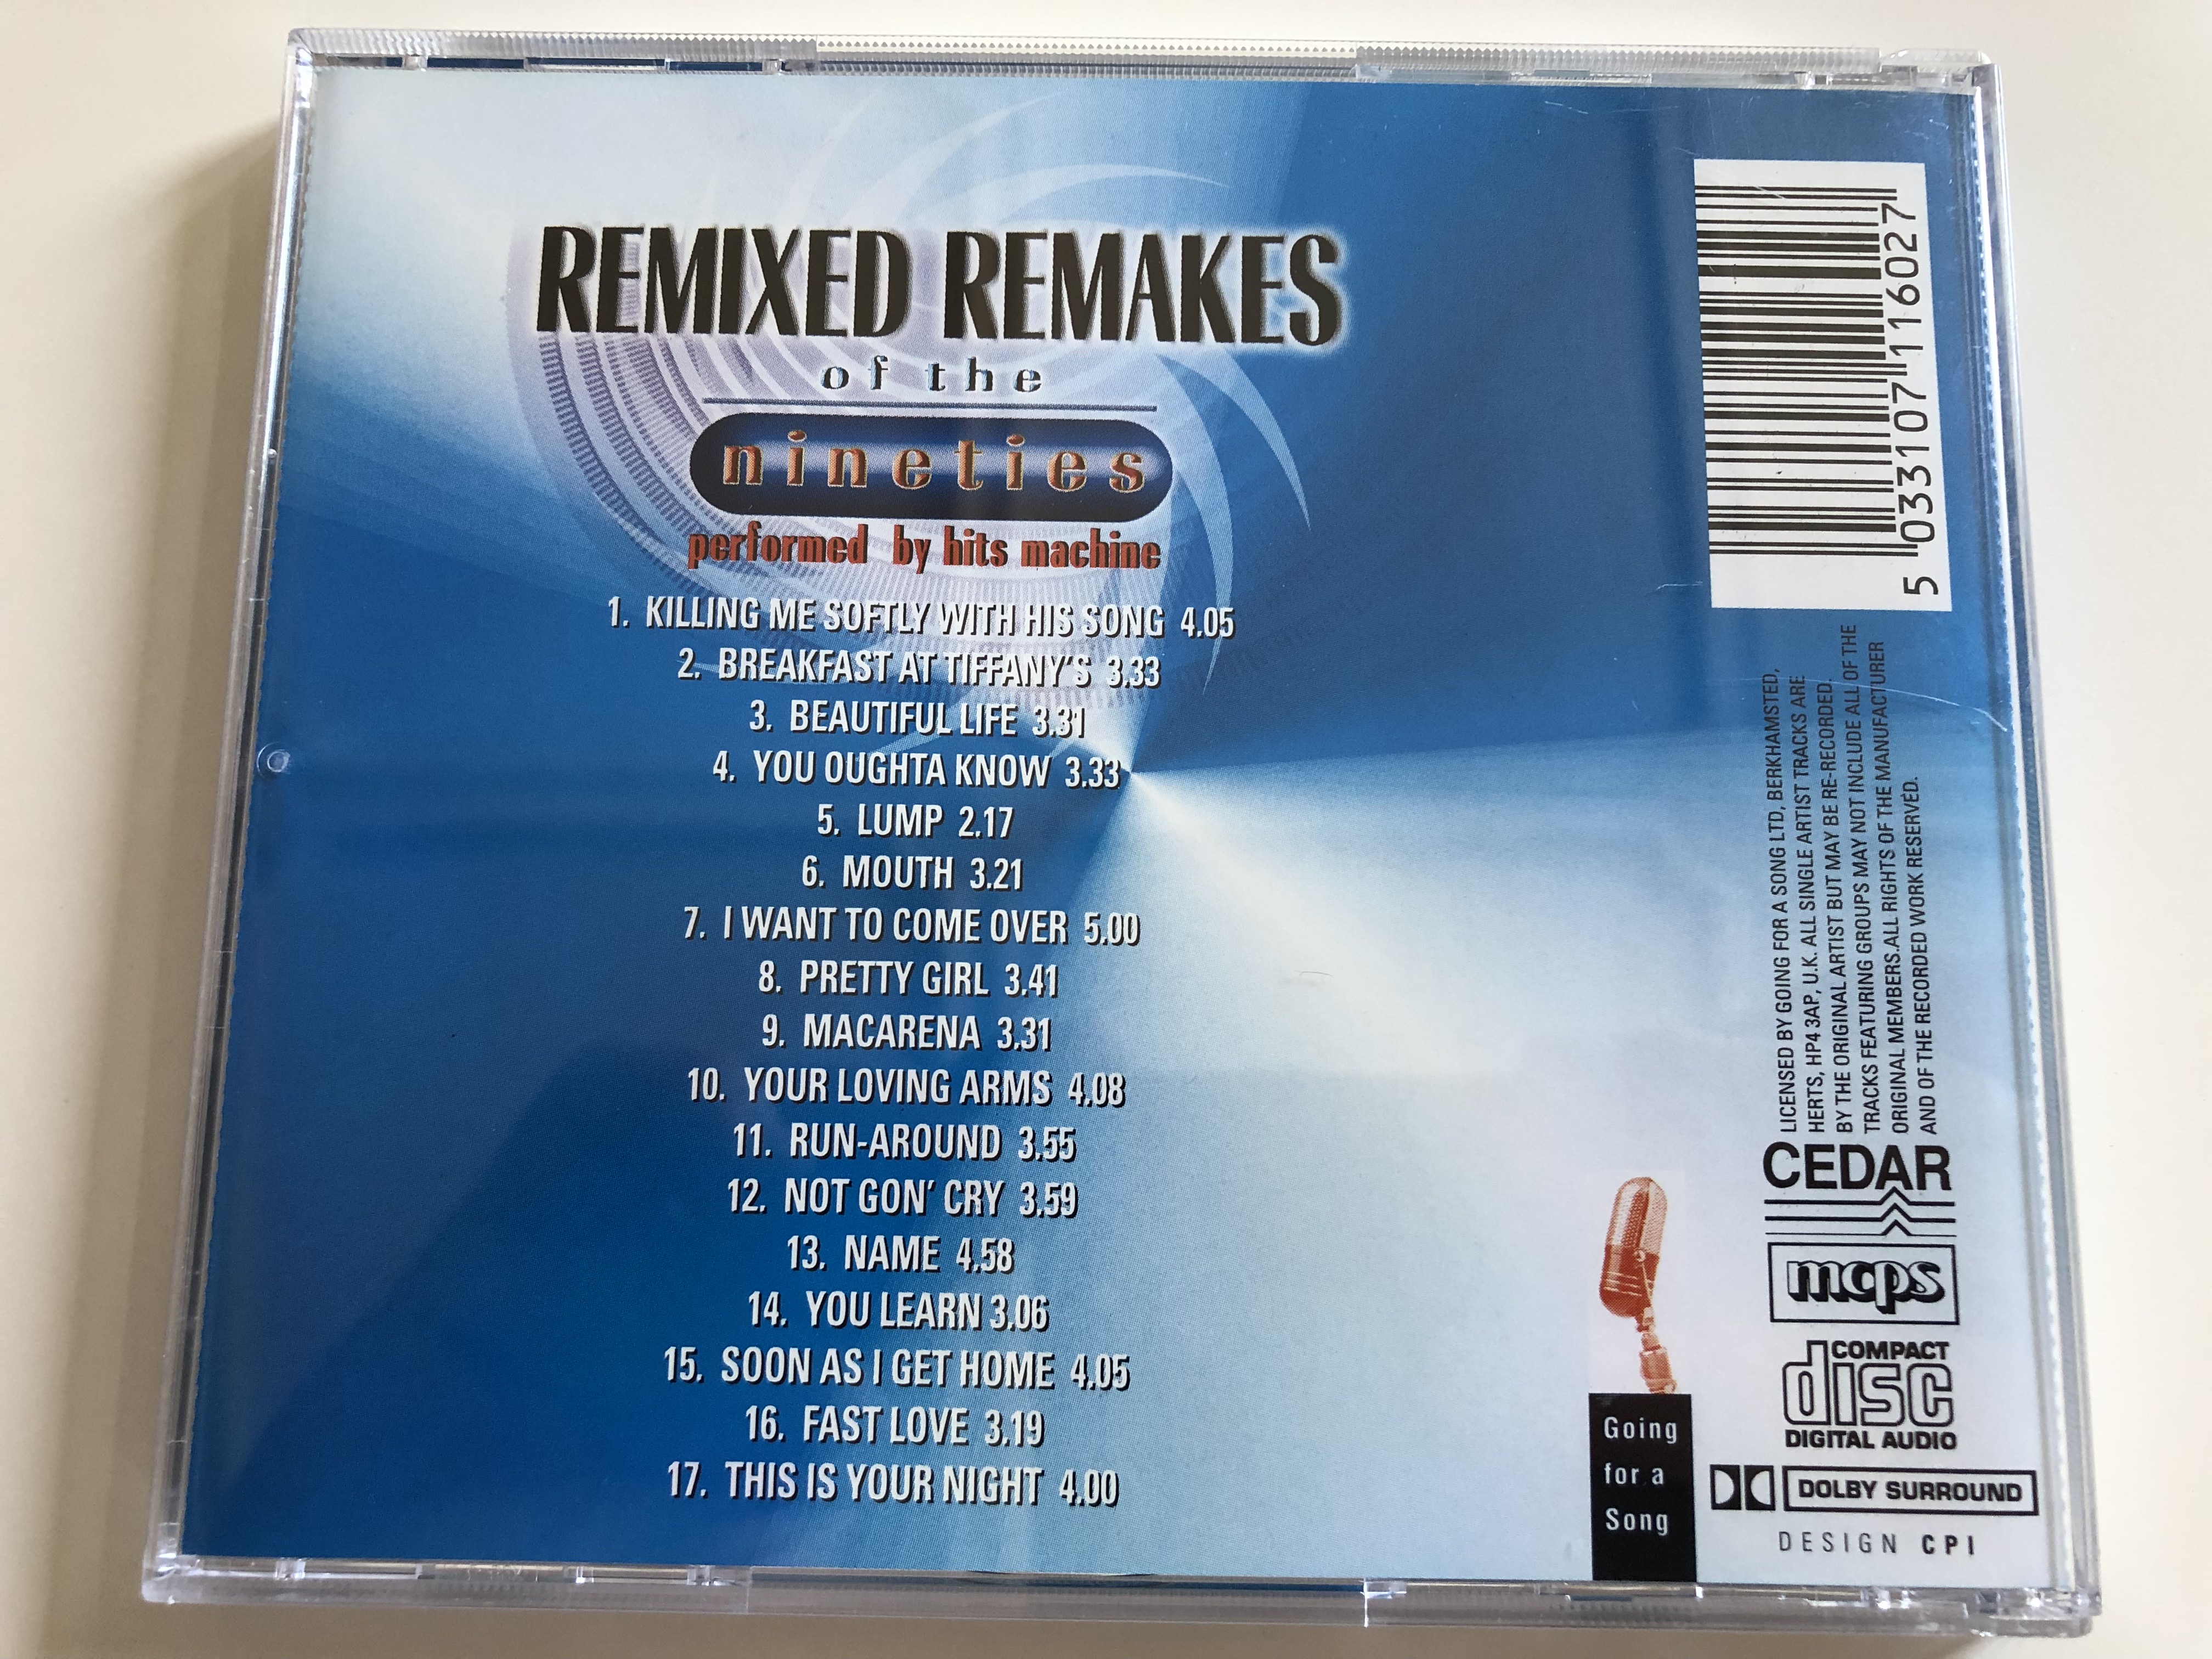 REMIXED REMAKES
of the
nineties
performed by hits machine
1. KILLING ME SOFTLY WITH HIS SONG 4.05
2. BREAKFAST AT TIFFANY'S 3.33
3. BEAUTIFUL LIFE 3.31
4. YOU OUGHTA KNOW 3.33
5. LUMP 2.17
6. MOUTH 3.21
7. I WANT TO COME OVER 5.00
8. PRETTY GIRL 3.41
9. MACARENA 3.31
10. YOUR LOVING ARMS 4.08
11. RUN-AROUND 3.55
12. NOT GON' CRY 3.59
13. NAME 4.58
14. YOU LEARN 3.06
15. SOON AS I GET HOME 4.05
16. FAST LOVE 3.19
17. THIS IS YOUR NIGHT 4.00
5 033107 116027
LICENSED BY GOING FOR A SONG LTD, BERKHAMSTED,
HERTS, HP4 3AP, U.K. ALL SINGLE ARTIST TRACKS ARE
BY THE ORIGINAL ARTIST BUT MAY BE RE-RECORDED.
TRACKS FEATURING GROUPS MAY NOT INCLUDE ALL OF THE
ORIGINAL MEMBERS.ALL RIGHTS OF THE MANUFACTURER
AND OF THE RECORDED WORK RESERVED.
CEDAR
mcps
COMPACT
disc
DIGITAL AUDIO
DOLBY SURROUND
DESIGN CPI
Going
for a
Song